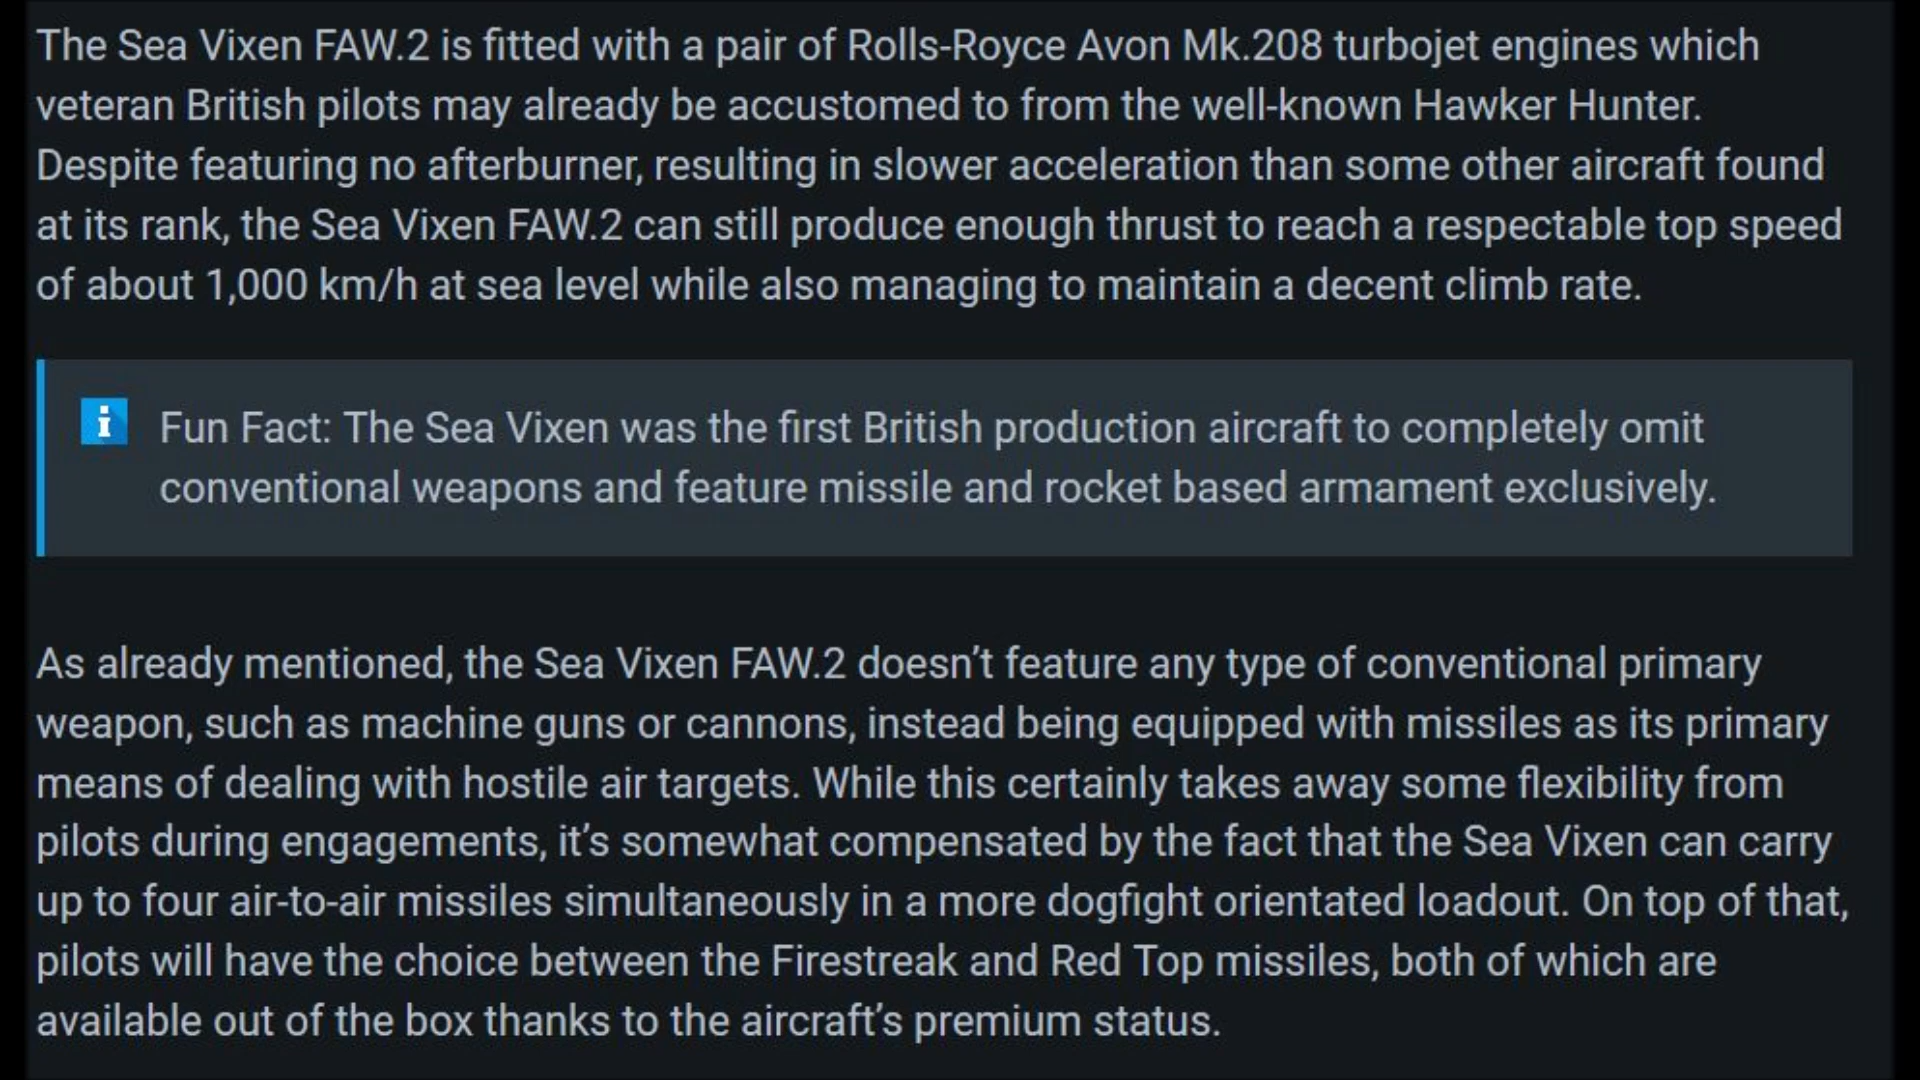 The Sea Vixen FAW.2 is fitted with a pair of Rolls-Royce Avon Mk.208 turbojet engines which
veteran British pilots may already be accustomed to from the well-known Hawker Hunter.
Despite featuring no afterburner, resulting in slower acceleration than some other aircraft found
at its rank, the Sea Vixen FAW.2 can still produce enough thrust to reach a respectable top speed
of about 1,000 km/h at sea level while also managing to maintain a decent climb rate.
Fun Fact: The Sea Vixen was the first British production aircraft to completely omit
conventional weapons and feature missile and rocket based armament exclusively.
As already mentioned, the Sea Vixen FAW.2 doesn’t feature any type of conventional primary
weapon, such as machine guns or cannons, instead being equipped with missiles as its primary
means of dealing with hostile air targets. While this certainly takes away some flexibility from
pilots during engagements, it’s somewhat compensated by the fact that the Sea Vixen can carry
up to four air-to-air missiles simultaneously in a more dogfight orientated loadout. On top of that,
pilots will have the choice between the Firestreak and Red Top missiles, both of which are
available out of the box thanks to the aircraft’s premium status.